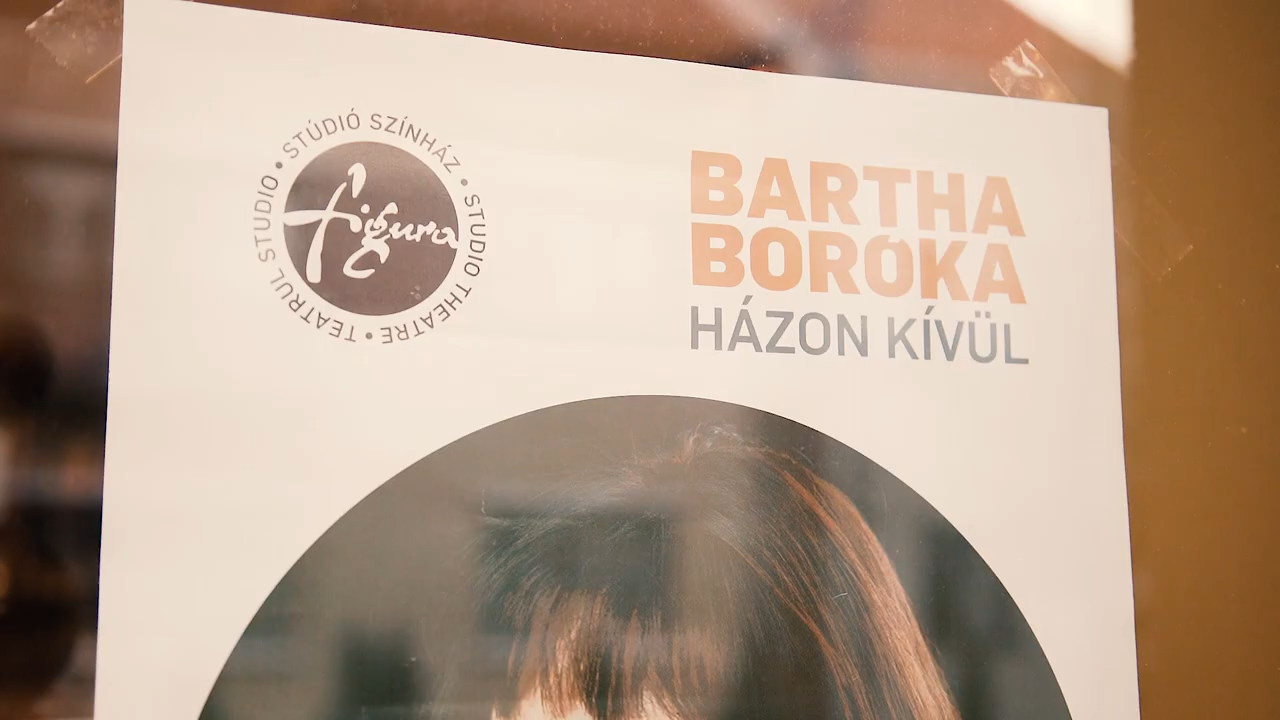 STÚDIÓ SZÍNHÁZ • STUDIO THEATRE • TEATRUL STUDIO •
figura
BARTHA
BORÓKA
HÁZON KÍVÜL